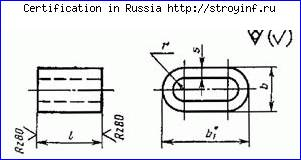 Certification in Russia http://stroyinf.ru
(√)
r
s
b
Rz80
l
Rz80
b₁*